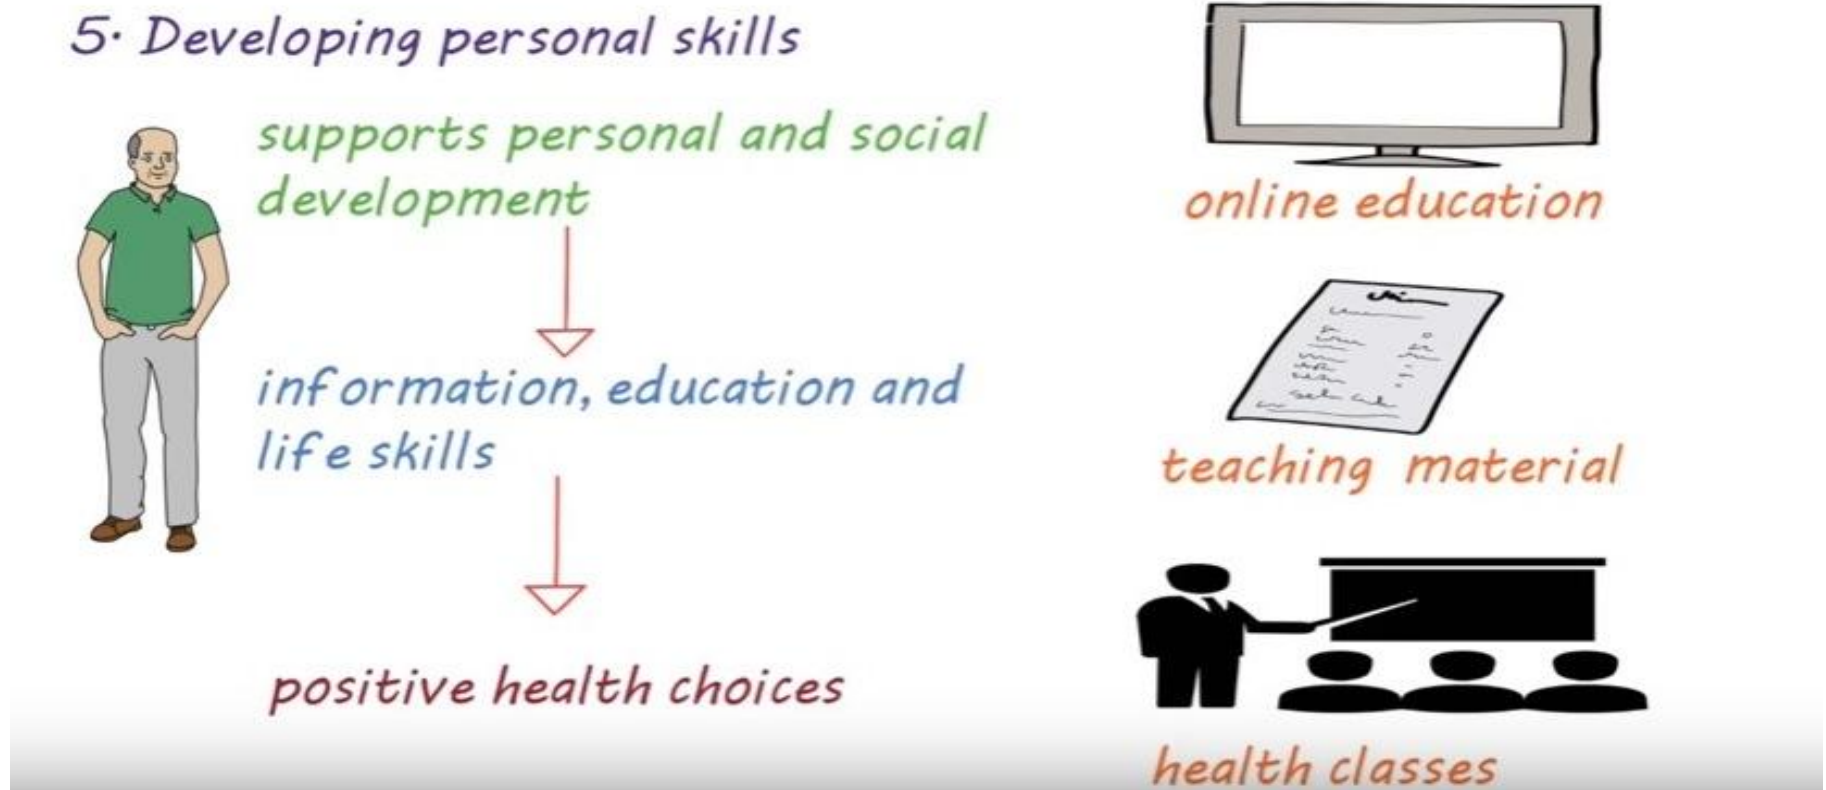 5. Developing personal skills
supports personal and social
development
information, education and
life skills
positive health choices
online education
teaching material
health classes